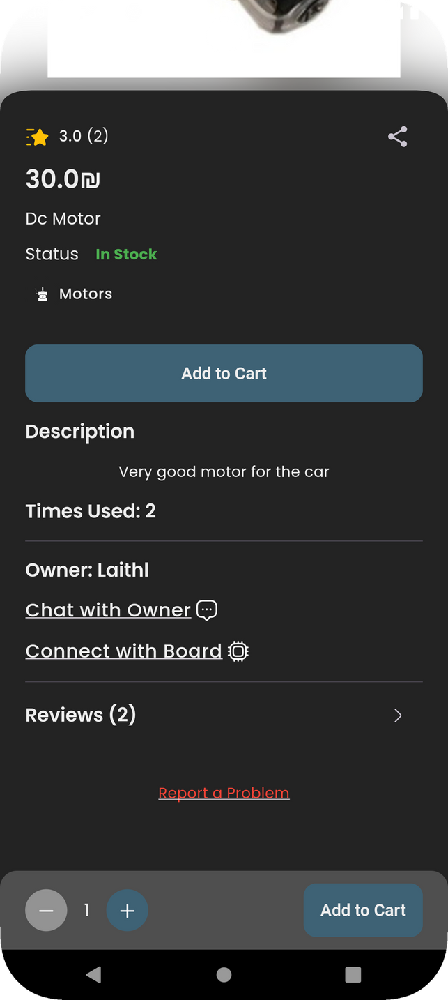 3.0 (2)
30.0₪
Dc Motor
Status In Stock
Motors
Add to Cart
Description
Very good motor for the car
Times Used: 2
Owner: Laithl
Chat with Owner
Connect with Board
Reviews (2)
Report a Problem
1
Add to Cart